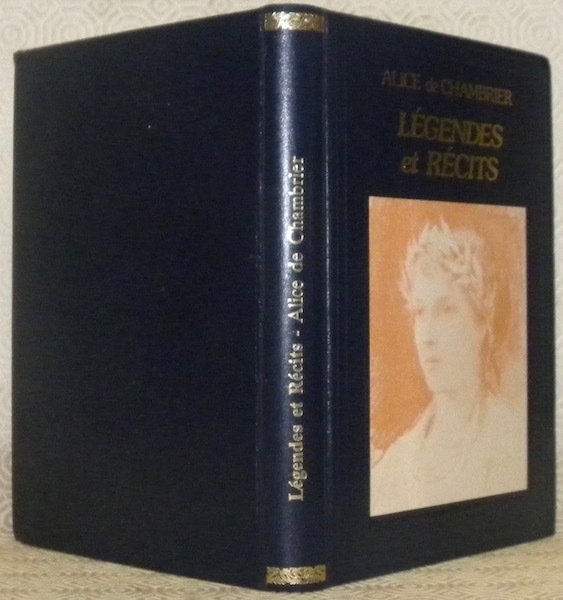 Légendes et Récits - Alice de Chambrier
ALICE de CHAMBRIER
LÉGENDES
et RÉCITS